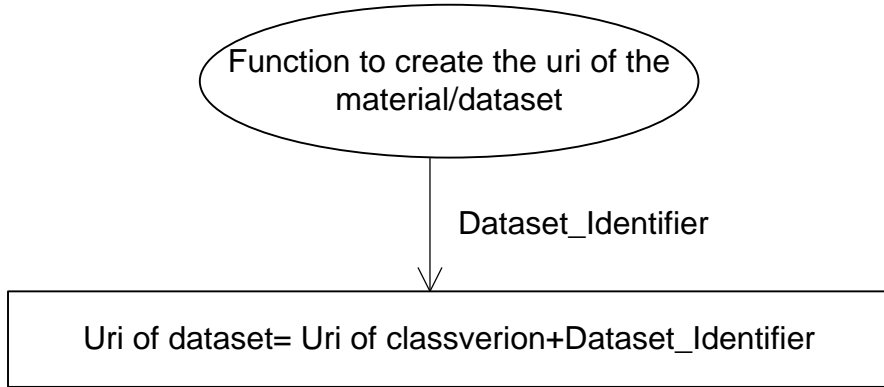 Function to create the uri of the
material/dataset
Dataset_Identifier
Uri of dataset= Uri of classverion+Dataset_Identifier